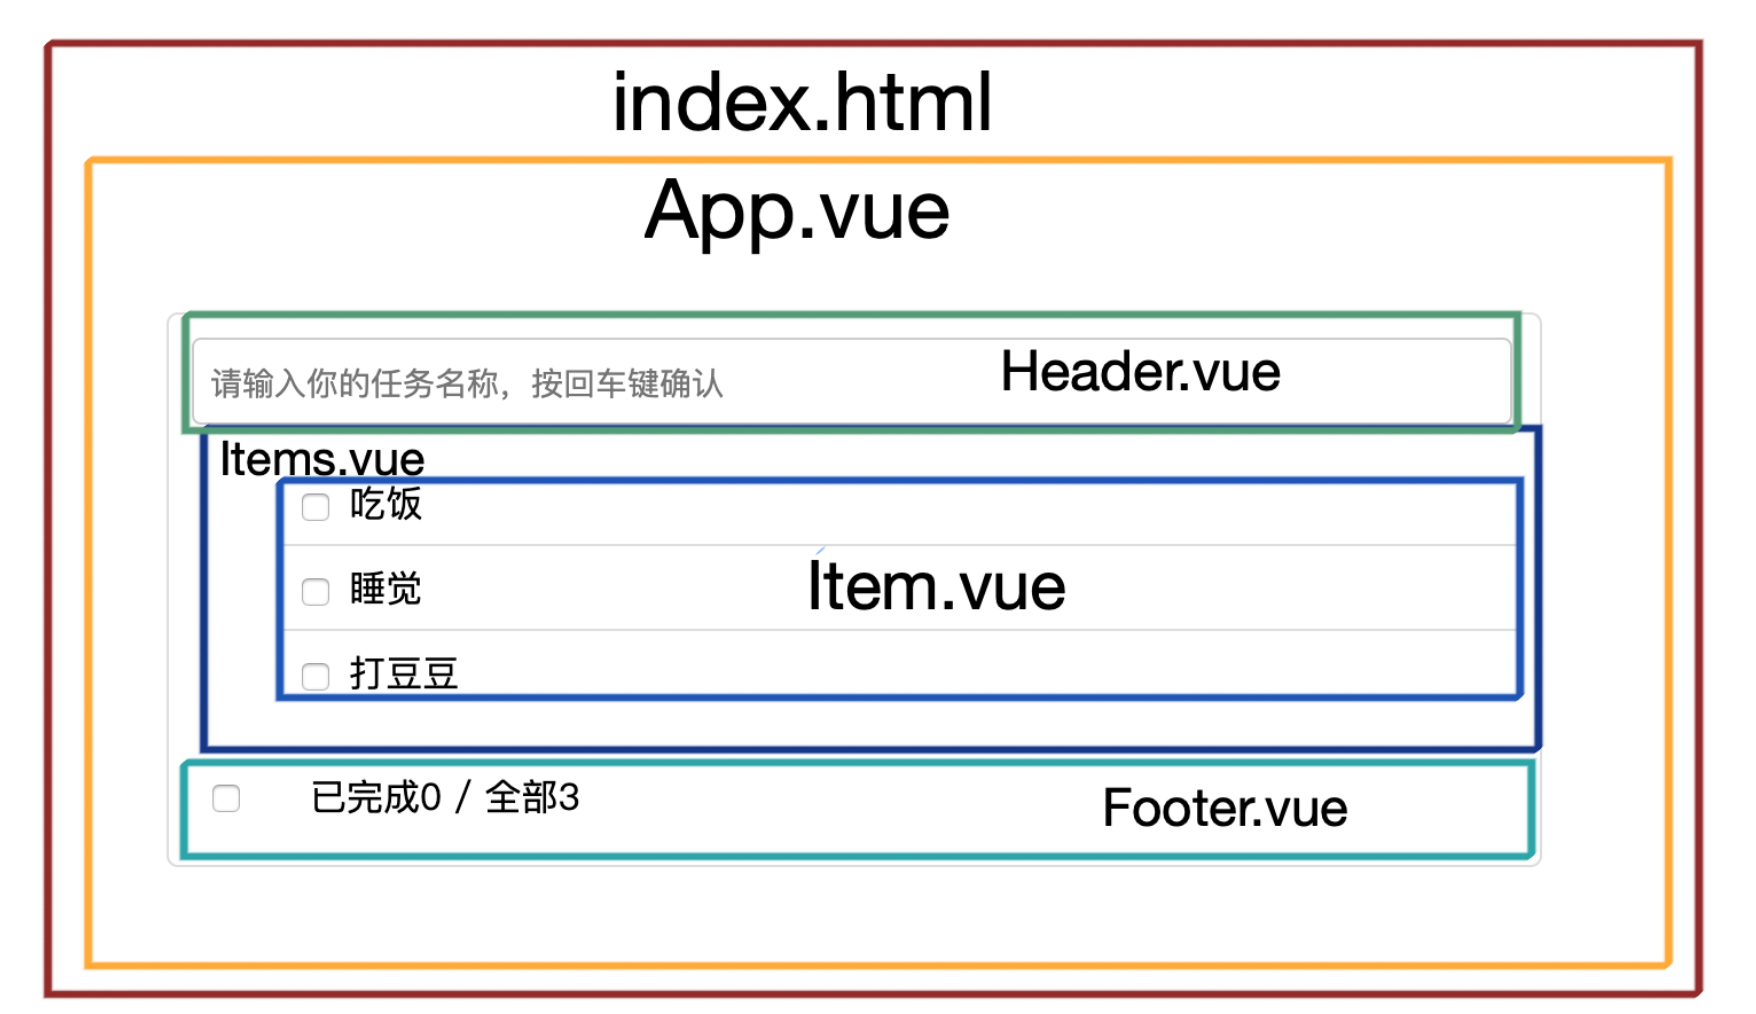 index.html
App.vue
请输入你的任务名称，按回车键确认
Header.vue
Items.vue
吃饭
睡觉
Item.vue
打豆豆
已完成0 / 全部3
Footer.vue